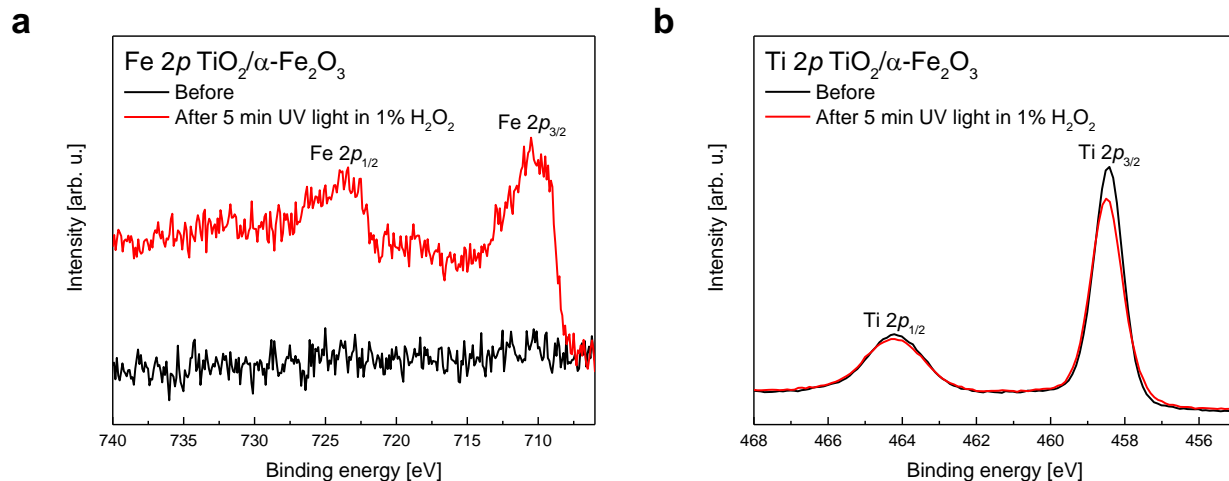 a
Fe 2p TiO₂/α-Fe₂O₃
Before
After 5 min UV light in 1% H₂O₂
Fe 2p₃/₂
Fe 2p₁/₂
Intensity [arb. u.]
740 735 730 725 720 715 710
Binding energy [eV]
b
Ti 2p TiO₂/α-Fe₂O₃
Before
After 5 min UV light in 1% H₂O₂
Ti 2p₃/₂
Ti 2p₁/₂
Intensity [arb. u.]
468 466 464 462 460 458 456
Binding energy [eV]